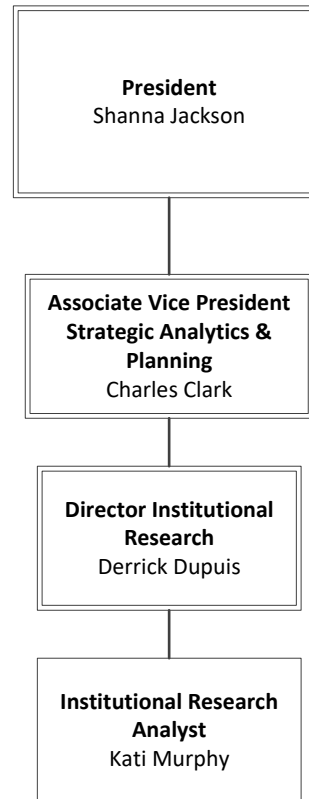 President
Shanna Jackson
Associate Vice President
Strategic Analytics &
Planning
Charles Clark
Director Institutional
Research
Derrick Dupuis
Institutional Research
Analyst
Kati Murphy